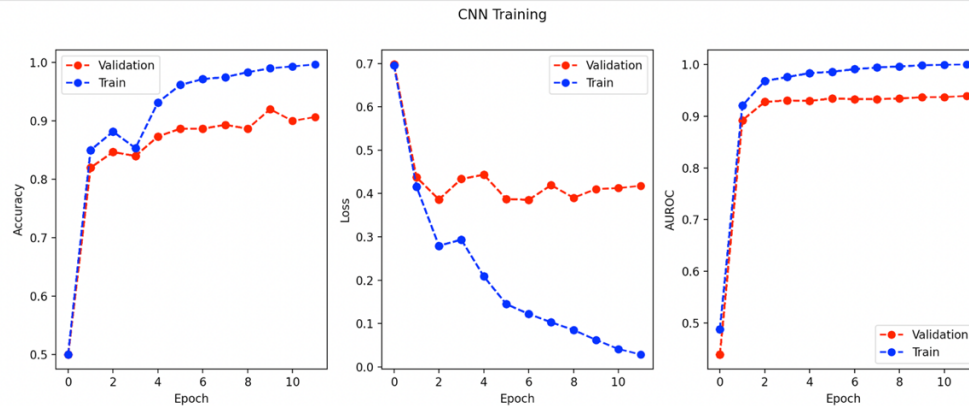 CNN Training
Accuracy
1.0
0.9
0.8
0.7
0.6
0.5
Validation
Train
0 2 4 6 8 10
Epoch
Loss
0.7
0.6
0.5
0.4
0.3
0.2
0.1
0.0
Validation
Train
0 2 4 6 8 10
Epoch
AUROC
1.0
0.9
0.8
0.7
0.6
0.5
Validation
Train
0 2 4 6 8 10
Epoch